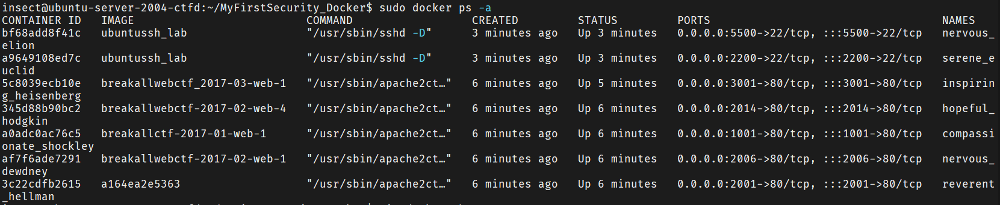 insect@ubuntu-server-2004-ctfd:~/MyFirstSecurity_Docker$ sudo docker ps -a
CONTAINER ID   IMAGE                          COMMAND                  CREATED         STATUS         PORTS                                   NAMES
bf68add8f41c   ubuntussh_lab                  "/usr/sbin/sshd -D"      3 minutes ago   Up 3 minutes   0.0.0.0:5500->22/tcp, :::5500->22/tcp   nervous_
elion
a9649108ed7c   ubuntussh_lab                  "/usr/sbin/sshd -D"      3 minutes ago   Up 3 minutes   0.0.0.0:2200->22/tcp, :::2200->22/tcp   serene_e
uclid
5c8039ecb10e   breakallwebctf_2017-03-web-1   "/usr/sbin/apache2ct…"   6 minutes ago   Up 5 minutes   0.0.0.0:3001->80/tcp, :::3001->80/tcp   inspirin
g_heisenberg
345d88b90bc2   breakallwebctf-2017-02-web-4   "/usr/sbin/apache2ct…"   6 minutes ago   Up 6 minutes   0.0.0.0:2014->80/tcp, :::2014->80/tcp   hopeful_
hodgkin
a0adc0ac76c5   breakallctf-2017-01-web-1      "/usr/sbin/apache2ct…"   6 minutes ago   Up 6 minutes   0.0.0.0:1001->80/tcp, :::1001->80/tcp   compassi
onate_shockley
af7f6ade7291   breakallwebctf-2017-02-web-1   "/usr/sbin/apache2ct…"   6 minutes ago   Up 6 minutes   0.0.0.0:2006->80/tcp, :::2006->80/tcp   nervous_
dewdney
3c22cdfb2615   a164ea2e5363                   "/usr/sbin/apache2ct…"   6 minutes ago   Up 6 minutes   0.0.0.0:2001->80/tcp, :::2001->80/tcp   reverent
_hellman